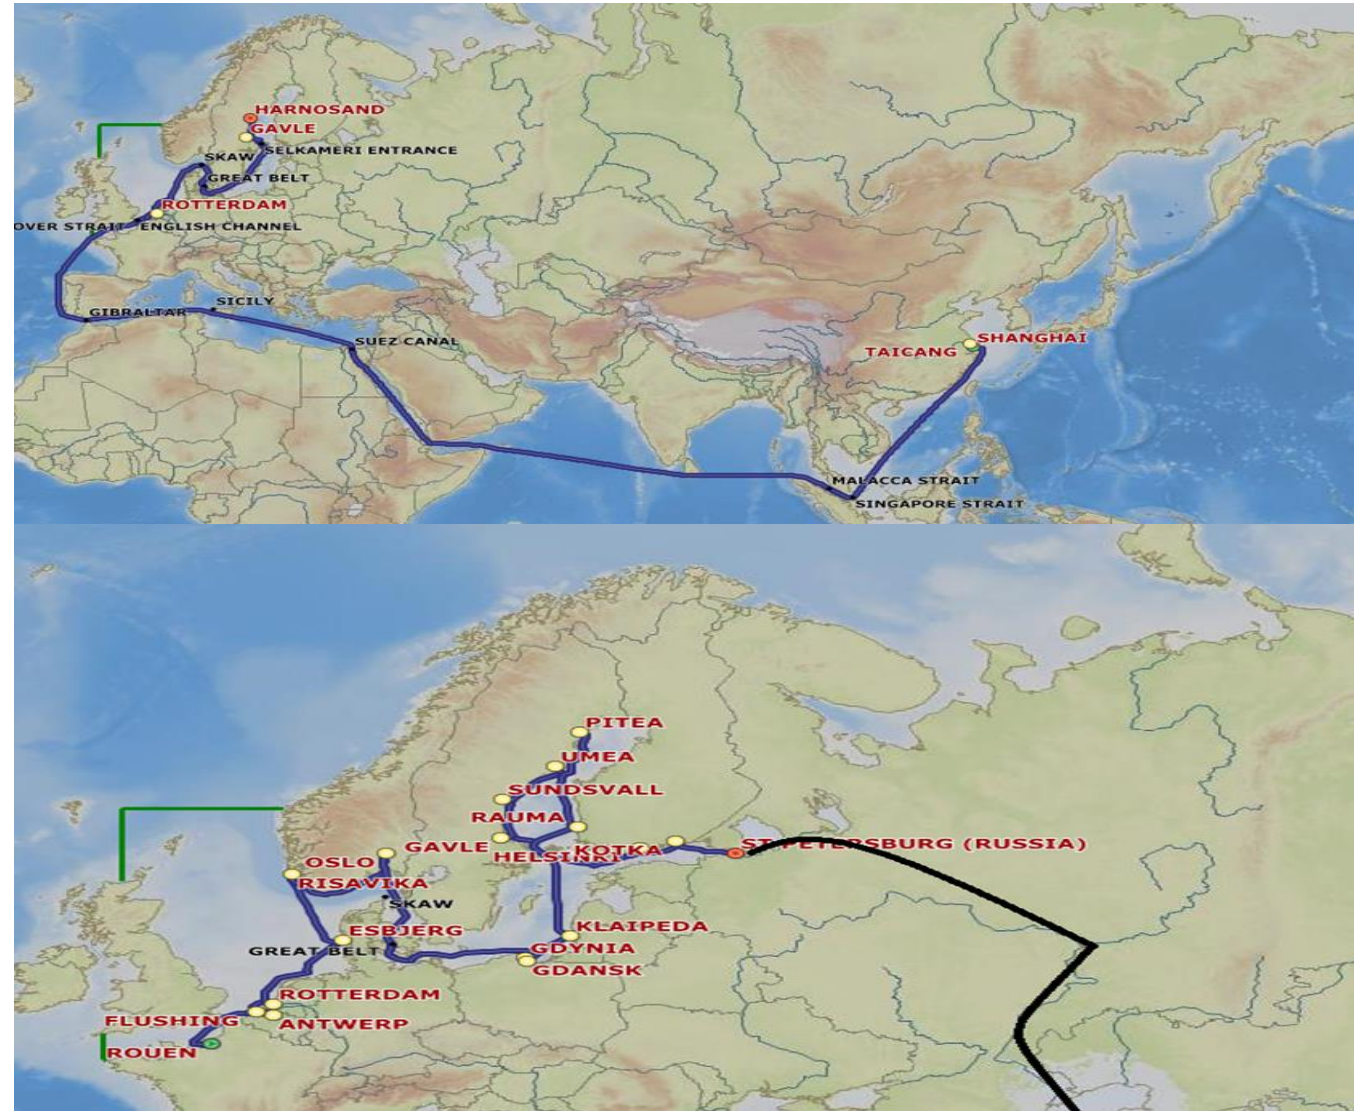 HARNOSAND
GAVLE
SELKAMERI ENTRANCE
SKAW
GREAT BELT
ROTTERDAM
OVER STRAIT ENGLISH CHANNEL
SICILY
GIBRALTAR
SUEZ CANAL
SHANGHAI
TAICANG
MALACCA STRAIT
SINGAPORE STRAIT
PITEA
UMEA
SUNDSVALL
RAUMA
GAVLE
HELSINKI
KOTKA
ST PETERSBURG (RUSSIA)
OSLO
RISAVIKA
SKAW
KLAIPEDA
ESBJERG
GREAT BELT
GDYNIA
GDANSK
ROTTERDAM
FLUSHING
ANTWERP
ROUEN